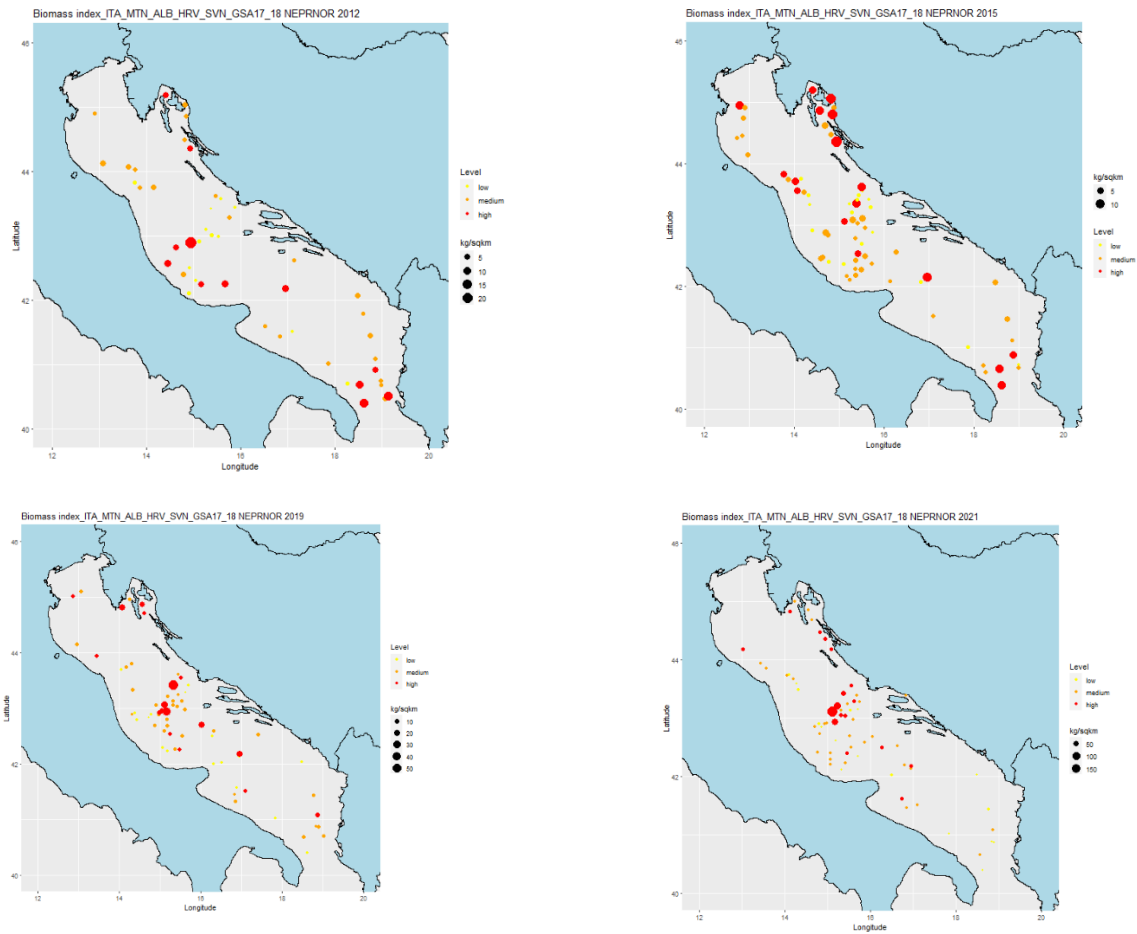 Biomass index_ITA_MTN_ALB_HRV_SVN_GSA17_18 NEPRNOR 2012
46
44
42
40
Latitude
12
14
16
18
20
Longitude
Level
low
medium
high
kg/sqkm
5
10
15
20
Biomass index_ITA_MTN_ALB_HRV_SVN_GSA17_18 NEPRNOR 2015
46
44
42
40
Latitude
12
14
16
18
20
Longitude
kg/sqkm
5
10
Level
low
medium
high
Biomass index_ITA_MTN_ALB_HRV_SVN_GSA17_18 NEPRNOR 2019
46
44
42
40
Latitude
12
14
16
18
20
Longitude
Level
low
medium
high
kg/sqkm
10
20
30
40
50
Biomass index_ITA_MTN_ALB_HRV_SVN_GSA17_18 NEPRNOR 2021
46
44
42
40
Latitude
12
14
16
18
20
Longitude
Level
low
medium
high
kg/sqkm
50
100
150